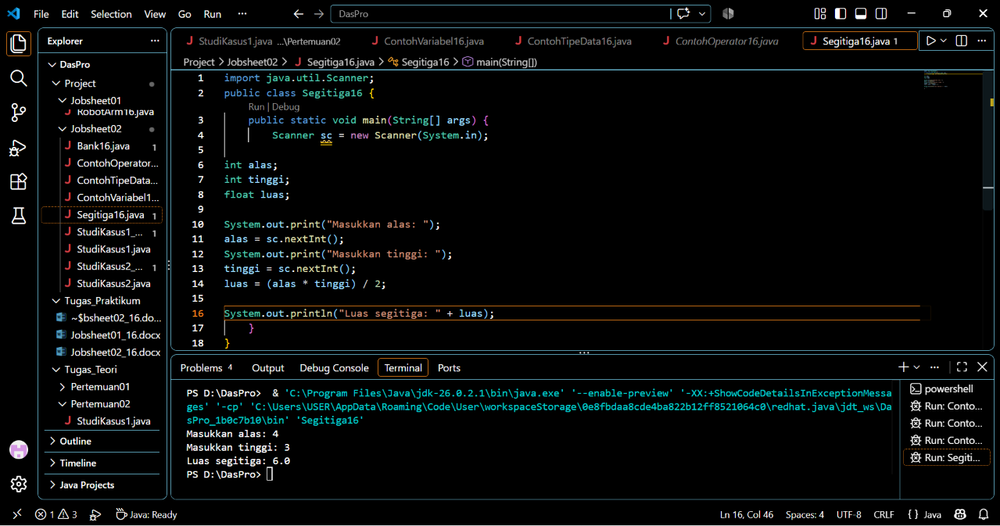 File Edit Selection View Go Run ··· ← → DasPro
Explorer ···
DasPro
Project
Jobsheet01
RobotArm16.java
Jobsheet02
Bank16.java 1
ContohOperator...
ContohTipeData...
ContohVariabel1...
Segitiga16.java 1
StudiKasus1_... 1
StudiKasus1.java
StudiKasus2_... 1
StudiKasus2.java
Tugas_Praktikum
~$bsheet02_16.do...
Jobsheet01_16.docx
Jobsheet02_16.docx
Tugas_Teori
Pertemuan01
Pertemuan02
StudiKasus1.java
Outline
Timeline
Java Projects
StudiKasus1.java ...\Pertemuan02 ContohVariabel16.java ContohTipeData16.java ContohOperator16.java Segitiga16.java 1
Project > Jobsheet02 > Segitiga16.java > Segitiga16 > main(String[])
1 import java.util.Scanner;
2 public class Segitiga16 {
Run | Debug
3 public static void main(String[] args) {
4 Scanner sc = new Scanner(System.in);
5
6 int alas;
7 int tinggi;
8 float luas;
9
10 System.out.print("Masukkan alas: ");
11 alas = sc.nextInt();
12 System.out.print("Masukkan tinggi: ");
13 tinggi = sc.nextInt();
14 luas = (alas * tinggi) / 2;
15
16 System.out.println("Luas segitiga: " + luas);
17 }
18 }
Problems 4 Output Debug Console Terminal Ports
PS D:\DasPro> & 'C:\Program Files\Java\jdk-26.0.2.1\bin\java.exe' '--enable-preview' '-XX:+ShowCodeDetailsInExceptionMessa
ges' '-cp' 'C:\Users\USER\AppData\Roaming\Code\User\workspaceStorage\0e8fbdaa8cde4ba822b12ff8521064c0\redhat.java\jdt_ws\Da
sPro_1b0c7b10\bin' 'Segitiga16'
Masukkan alas: 4
Masukkan tinggi: 3
Luas segitiga: 6.0
PS D:\DasPro>
powershell
Run: Conto...
Run: Conto...
Run: Conto...
Run: Segiti...
1 3 Java: Ready Ln 16, Col 46 Spaces: 4 UTF-8 CRLF { } Java